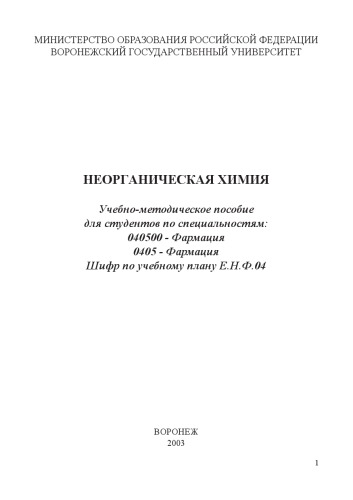 МИНИСТЕРСТВО ОБРАЗОВАНИЯ РОССИЙСКОЙ ФЕДЕРАЦИИ
ВОРОНЕЖСКИЙ ГОСУДАРСТВЕННЫЙ УНИВЕРСИТЕТ
НЕОРГАНИЧЕСКАЯ ХИМИЯ
Учебно-методическое пособие
для студентов по специальностям:
040500 - Фармация
0405 - Фармация
Шифр по учебному плану Е.Н.Ф.04
ВОРОНЕЖ
2003
1